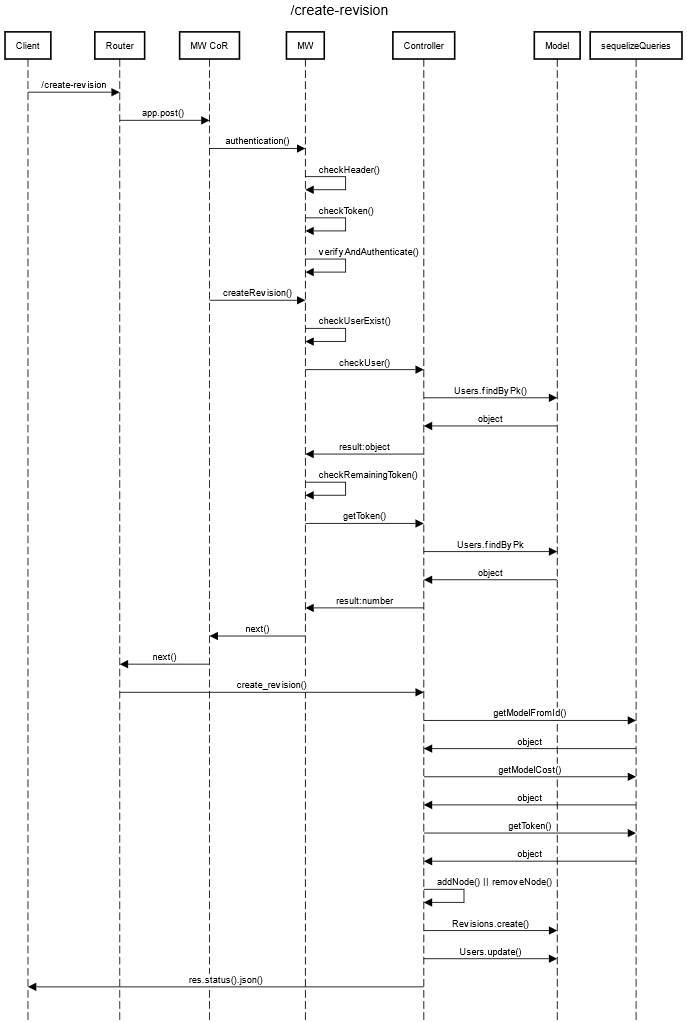 /create-revision
Client
Router
MW CoR
MW
Controller
Model
sequelizeQueries
/create-revision
app.post()
authentication()
checkHeader()
checkToken()
verifyAndAuthenticate()
createRevision()
checkUserExist()
checkUser()
Users.findByPk()
object
result:object
checkRemainingToken()
getToken()
Users.findByPk
object
result:number
next()
next()
create_revision()
getModelFromId()
object
getModelCost()
object
getToken()
object
addNode() || removeNode()
Revisions.create()
Users.update()
res.status().json()